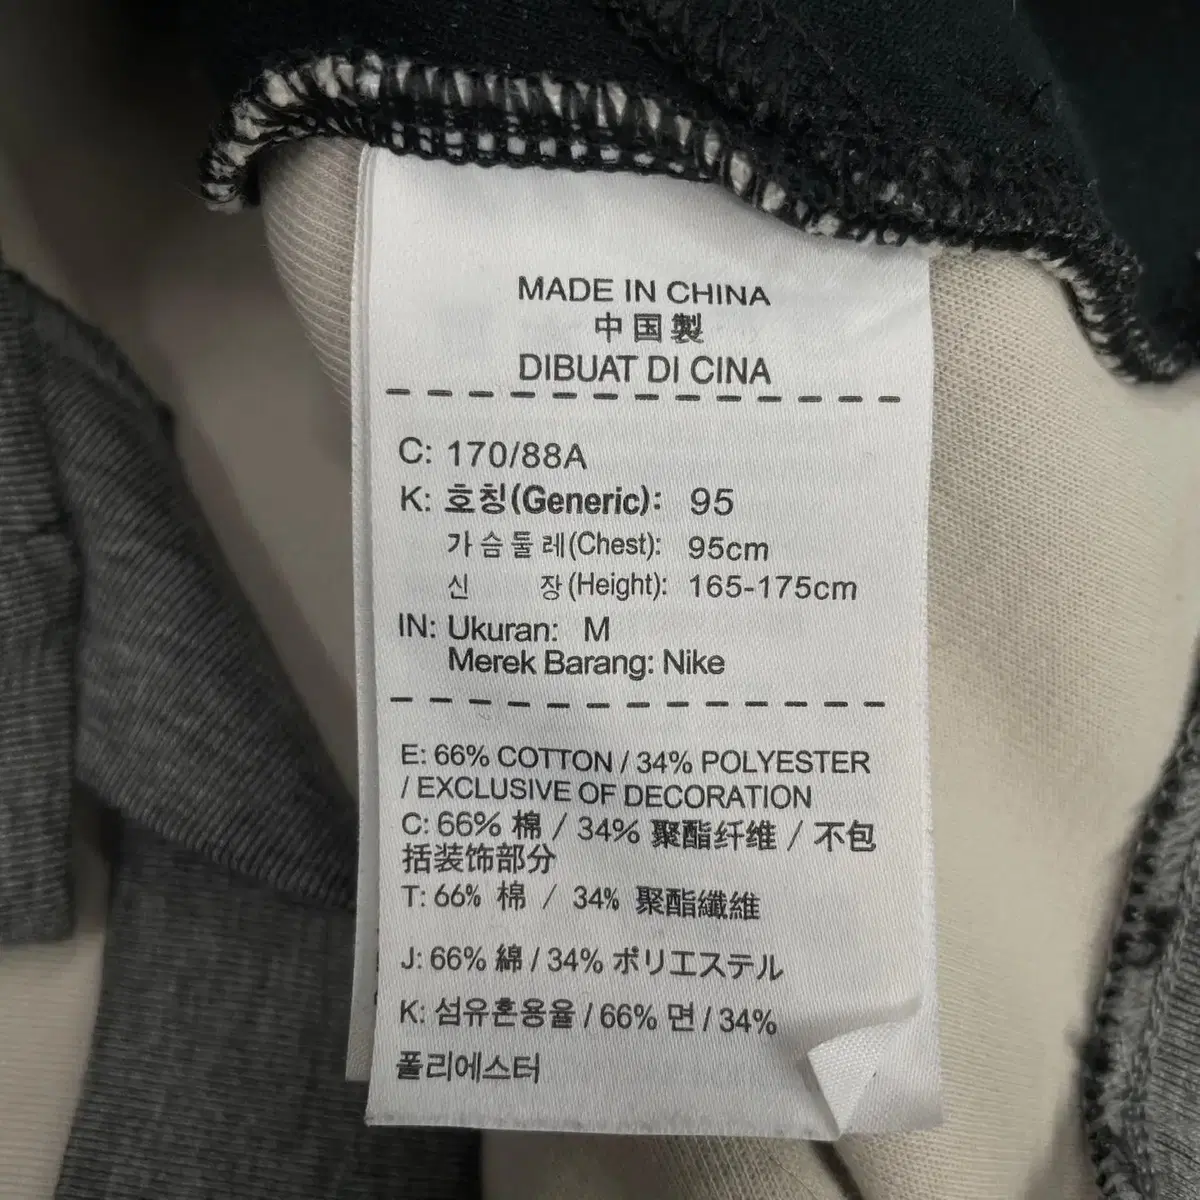 MADE IN CHINA
中国製
DIBUAT DI CINA
C: 170/88A
K: 호칭(Generic): 95
가슴둘레(Chest): 95cm
신 장(Height): 165-175cm
IN: Ukuran: M
Merek Barang: Nike
E: 66% COTTON / 34% POLYESTER
/ EXCLUSIVE OF DECORATION
C: 66% 棉 / 34% 聚酯纤维 / 不包
括装饰部分
T: 66% 棉 / 34% 聚酯纖維
J: 66% 綿 / 34% ポリエステル
K: 섬유혼용율 / 66% 면 / 34%
폴리에스터